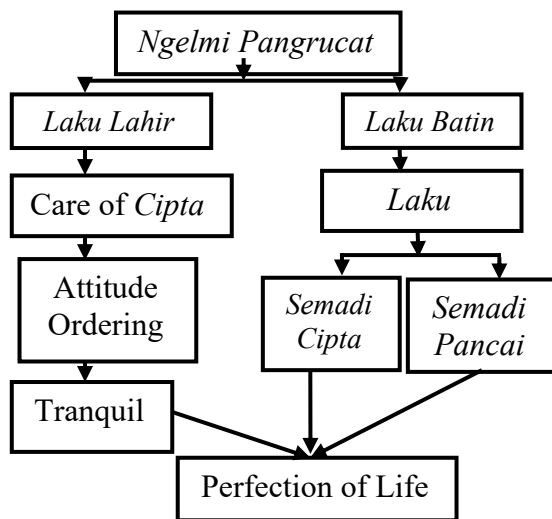 Ngelmi Pangrucat
Laku Lahir
Laku Batin
Care of Cipta
Laku
Attitude
Ordering
Semadi
Cipta
Semadi
Pancai
Tranquil
Perfection of Life